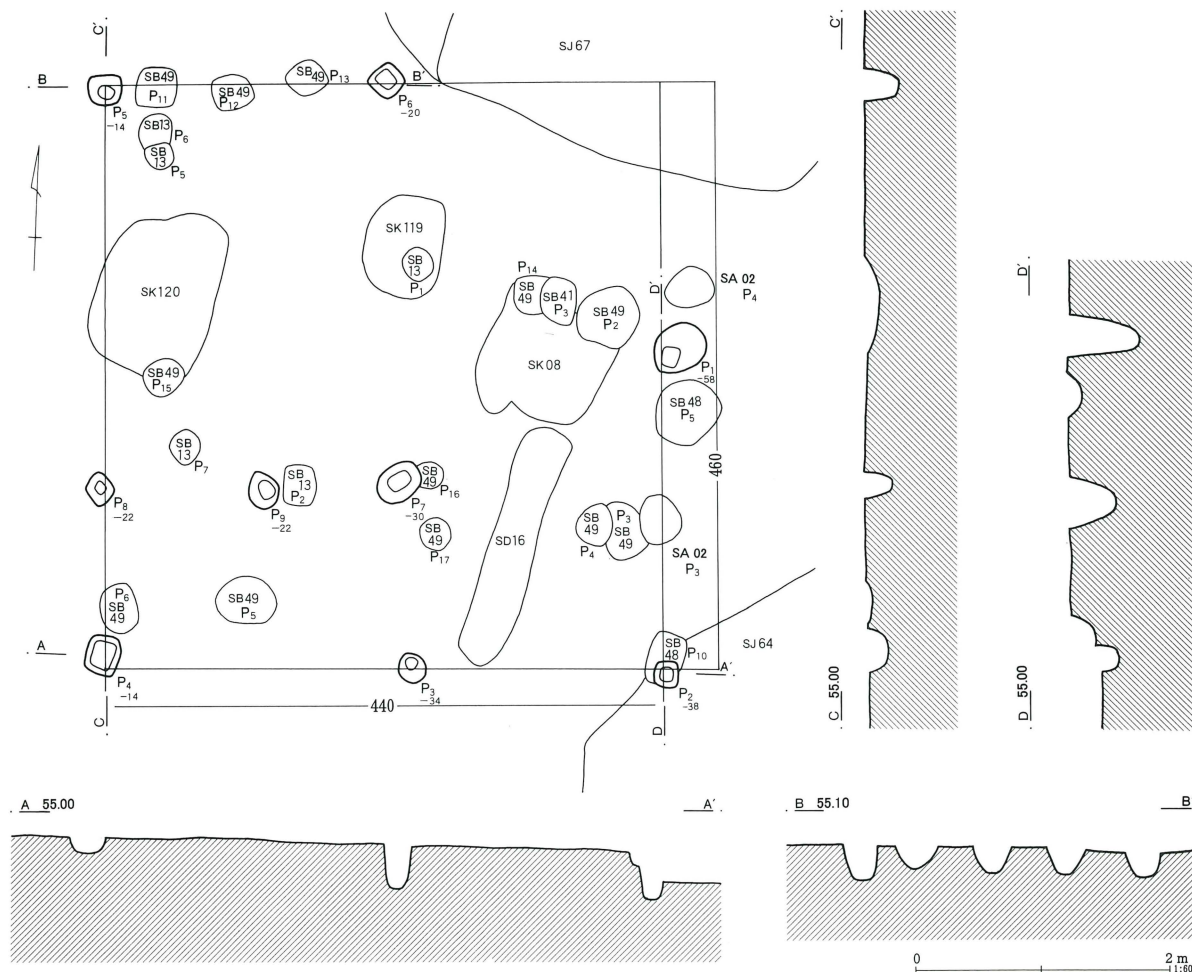 C'
SJ67
C'
B
SB49
P11
SB49
P12
SB49
P13
B'
P5
-14
P6
-20
SB13
P6
SB
13
P5
SK119
SB
13
P1
SK120
P14
SB
49
SB41
P3
SB49
P2
D'
SA 02
P4
D'
SK08
P1
-58
SB49
P15
SB48
P5
SB
13
P7
460
P8
-22
P9
-22
SB
13
P2
P7
-30
SB
49
P16
SB
49
P17
SD16
SB
49
P4
P3
SB
49
SA 02
P3
P6
SB
49
SB49
P5
A
P4
-14
P3
-34
SB
48
P10
A'
P2
-38
SJ64
440
C
D
C 55.00
D 55.00
A 55.00
A'
B 55.10
B
0
2 m
1:60